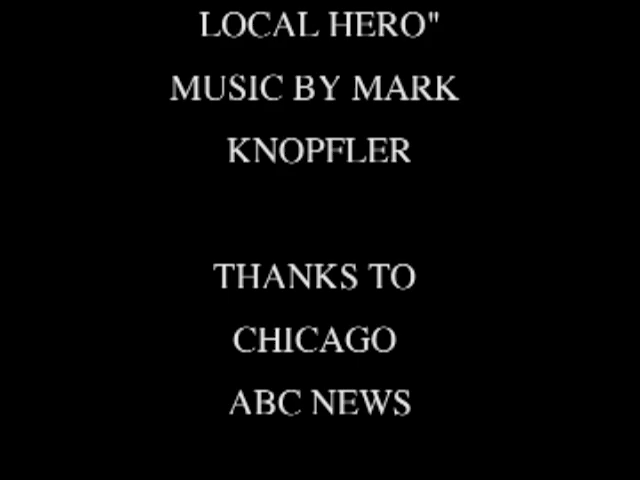 LOCAL HERO"
MUSIC BY MARK
KNOPFLER
THANKS TO
CHICAGO
ABC NEWS